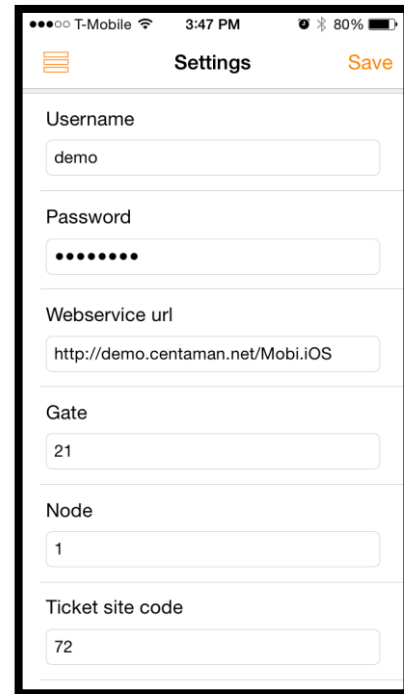 T-Mobile 3:47 PM 80%
Settings Save
Username
demo
Password
••••••••
Webservice url
http://demo.centaman.net/Mobi.iOS
Gate
21
Node
1
Ticket site code
72